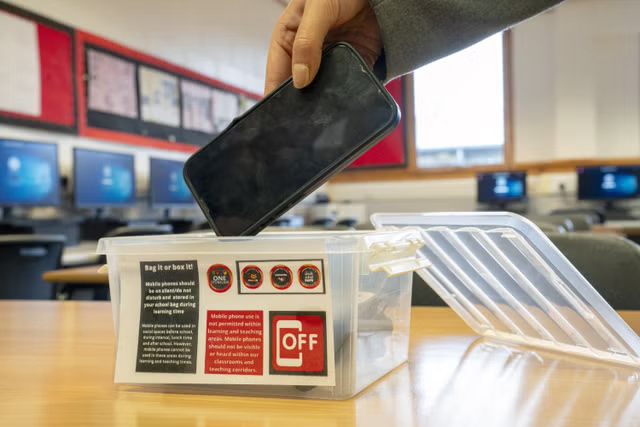 Bag it or box it!
Mobile phones should
be on silent/do not
disturb and stored in
your school bag during
learning time
Mobile phones can be used in
social spaces before school,
during interval, lunch time
and after school. However,
mobile phones cannot be
used in these areas during
learning and teaching times.
ONE
Mobile phone use is
not permitted within
learning and teaching
areas. Mobile phones
should not be visible
or heard within our
classrooms and
teaching corridors.
OFF